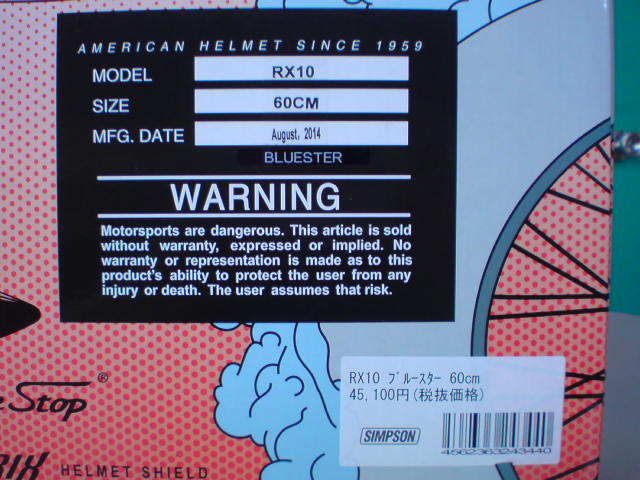 AMERICAN HELMET SINCE 1959
MODEL RX10
SIZE 60CM
MFG. DATE August, 2014
BLUESTER
WARNING
Motorsports are dangerous. This article is sold
without warranty, expressed or implied. No
warranty or representation is made as to this
product's ability to protect the user from any
injury or death. The user assumes that risk.
RX10 ﾌﾞﾙｰｽﾀｰ 60cm
45,100円(税抜価格)
SIMPSON
4562363243440
e Stop®
RIX HELMET SHIELD